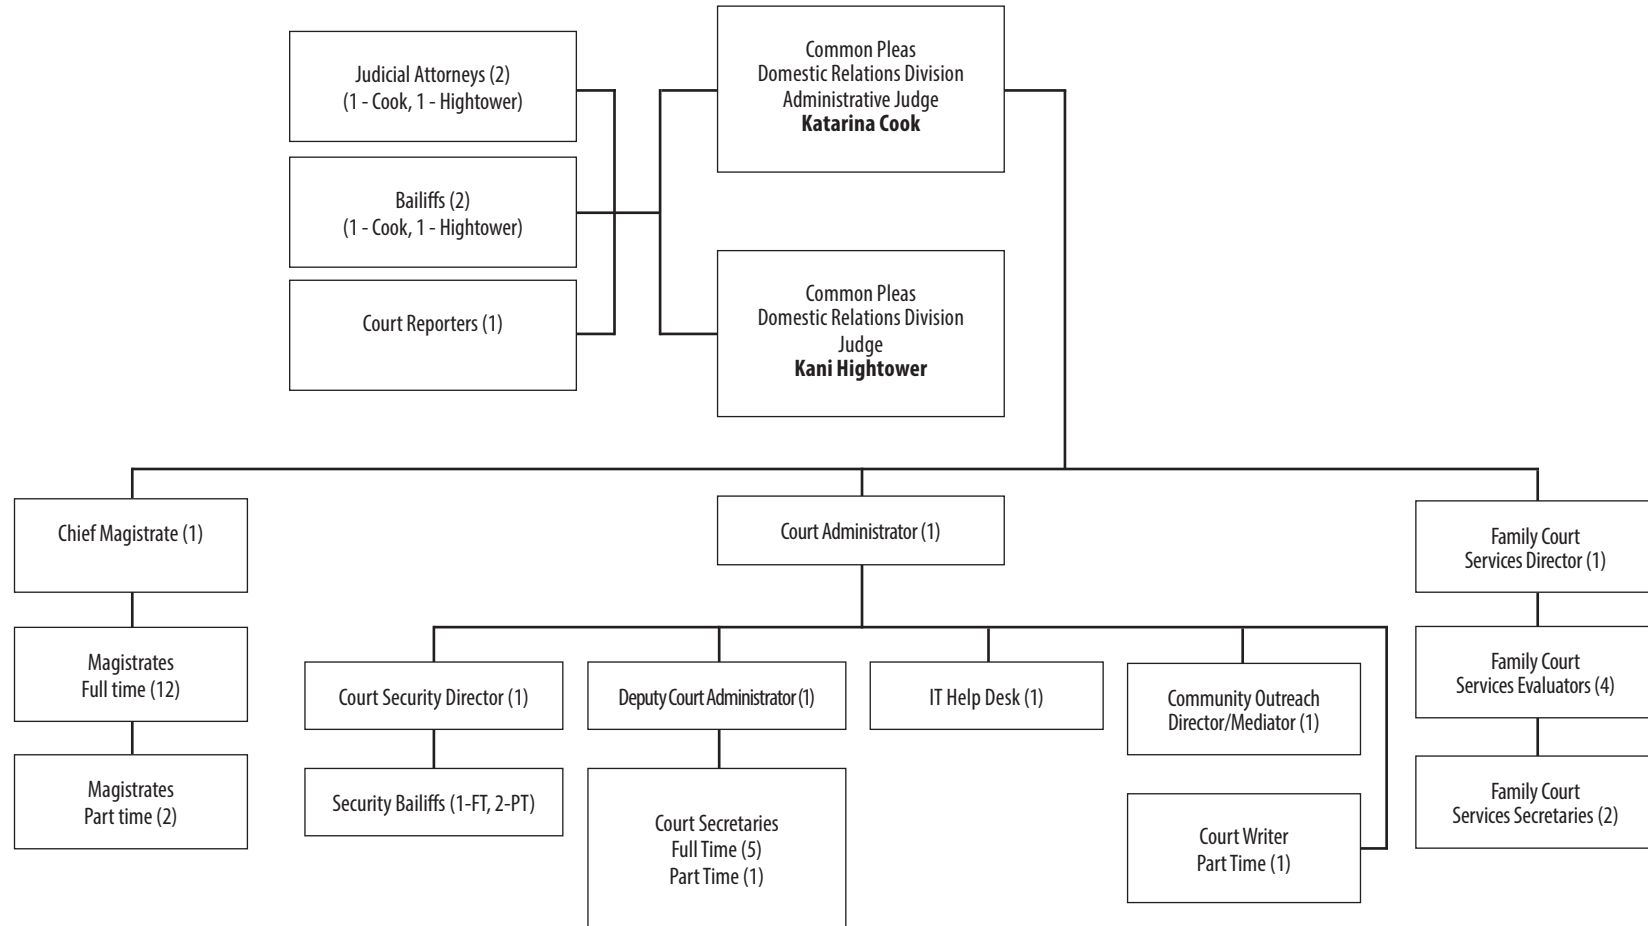 Judicial Attorneys (2)
(1 - Cook, 1 - Hightower)
Bailiffs (2)
(1 - Cook, 1 - Hightower)
Court Reporters (1)
Common Pleas
Domestic Relations Division
Administrative Judge
Katarina Cook
Common Pleas
Domestic Relations Division
Judge
Kani Hightower
Chief Magistrate (1)
Magistrates
Full time (12)
Magistrates
Part time (2)
Court Administrator (1)
Court Security Director (1)
Security Bailiffs (1-FT, 2-PT)
Deputy Court Administrator (1)
Court Secretaries
Full Time (5)
Part Time (1)
IT Help Desk (1)
Community Outreach
Director/Mediator (1)
Court Writer
Part Time (1)
Family Court
Services Director (1)
Family Court
Services Evaluators (4)
Family Court
Services Secretaries (2)